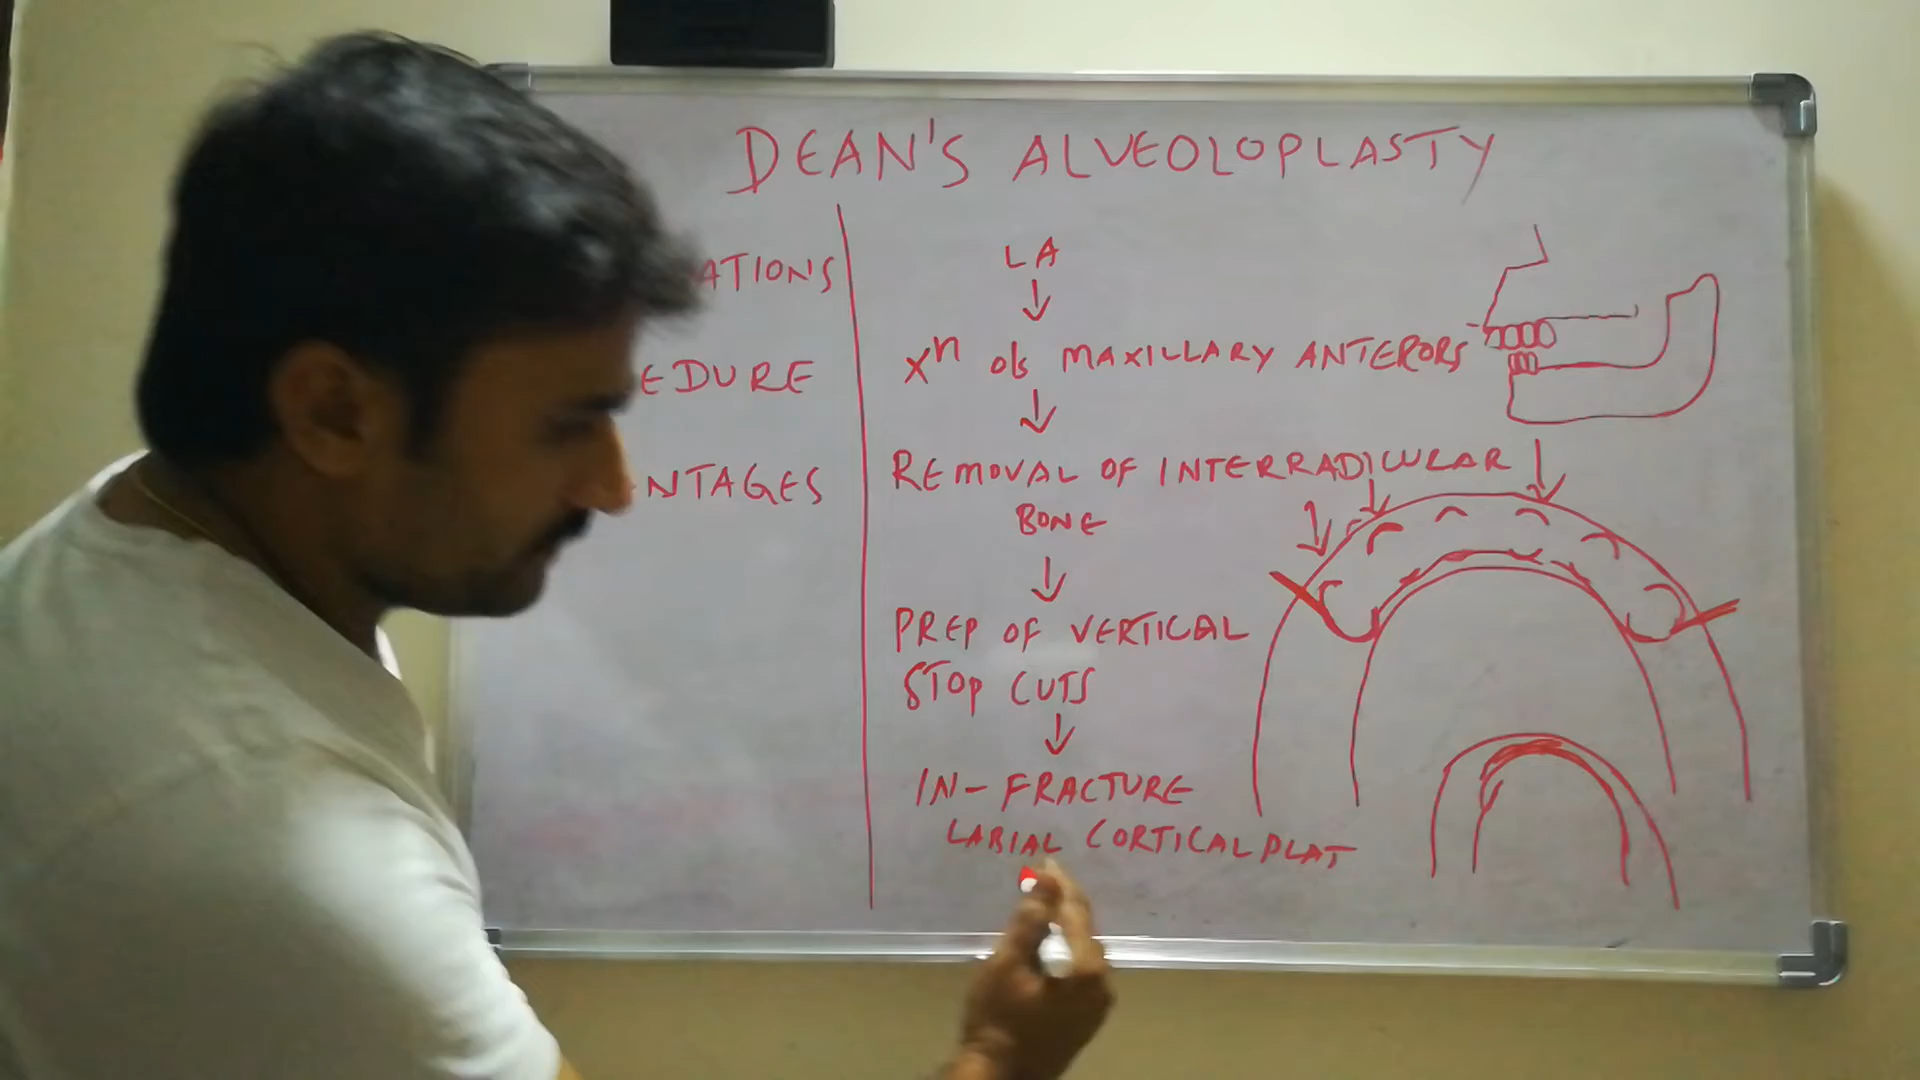 DEAN'S ALVEOLOPLASTY
ATIONS
EDURE
NTAGES
LA
↓
Xⁿ o/s MAXILLARY ANTERORS
↓
REMOVAL OF INTERRADICULAR
BONE
↓
PREP OF VERTICAL
STOP CUTS
↓
IN-FRACTURE
LABIAL CORTICAL PLAT